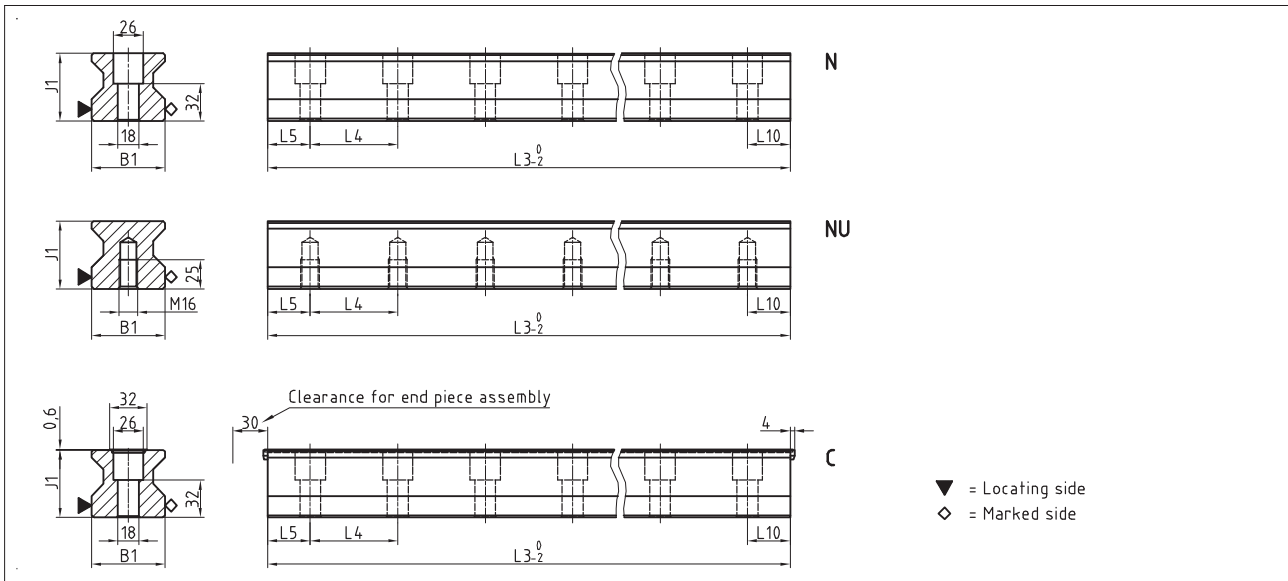 26
N
J1
32
18
L5
L4
L10
B1
L3-2 0
NU
J1
25
M16
L5
L4
L10
B1
L3-2 0
Clearance for end piece assembly
32
0,6
26
30
4
C
J1
32
18
L5
L4
L10
B1
L3-2 0
▼ = Locating side
◇ = Marked side